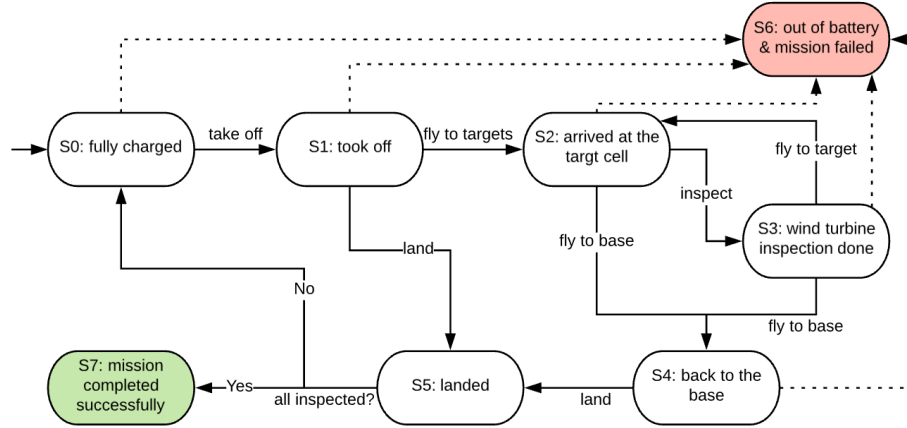 S6: out of battery
& mission failed
take off
fly to targets
S0: fully charged
S1: took off
S2: arrived at the
targt cell
fly to target
inspect
fly to base
S3: wind turbine
inspection done
land
No
fly to base
S7: mission
completed
successfully
Yes
all inspected?
S5: landed
land
S4: back to the
base